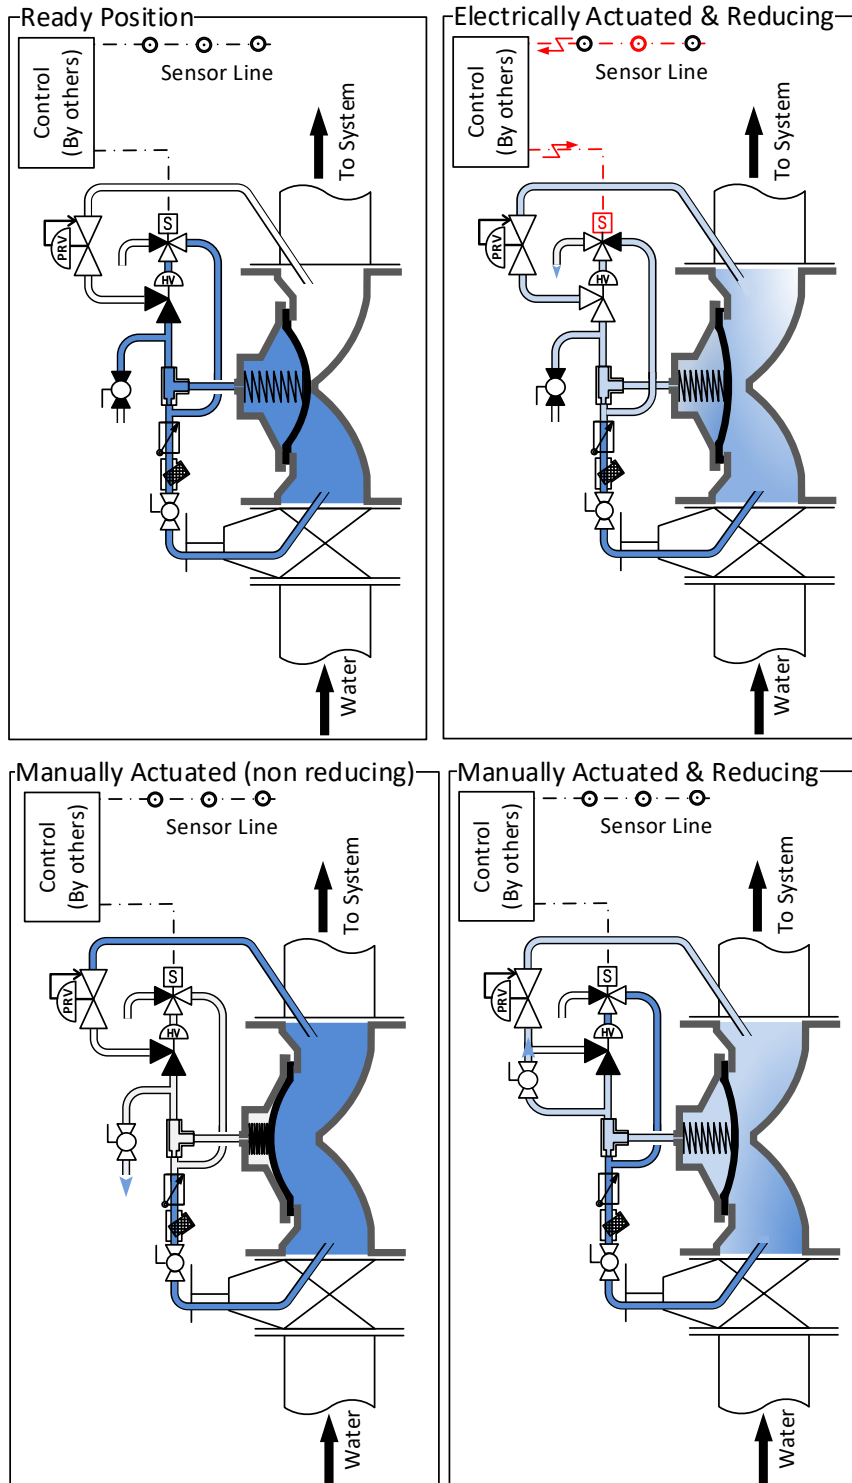 Ready Position
Control
(By others)
Sensor Line
To System
S
PRV
HV
Water
Electrically Actuated & Reducing
Control
(By others)
Sensor Line
To System
S
PRV
HV
Water
Manually Actuated (non reducing)
Control
(By others)
Sensor Line
To System
S
PRV
HV
Water
Manually Actuated & Reducing
Control
(By others)
Sensor Line
To System
S
PRV
HV
Water